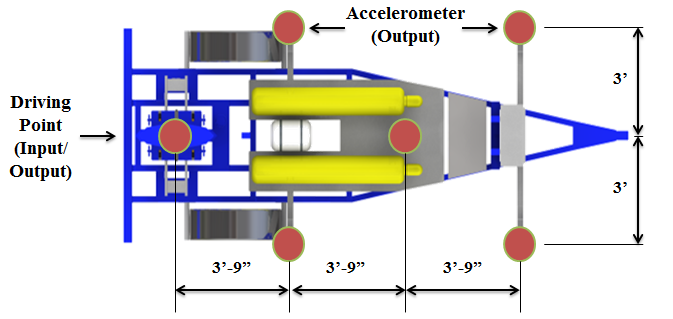 Accelerometer
(Output)
3’
Driving
Point
(Input/
Output)
3’
3’-9”
3’-9”
3’-9”